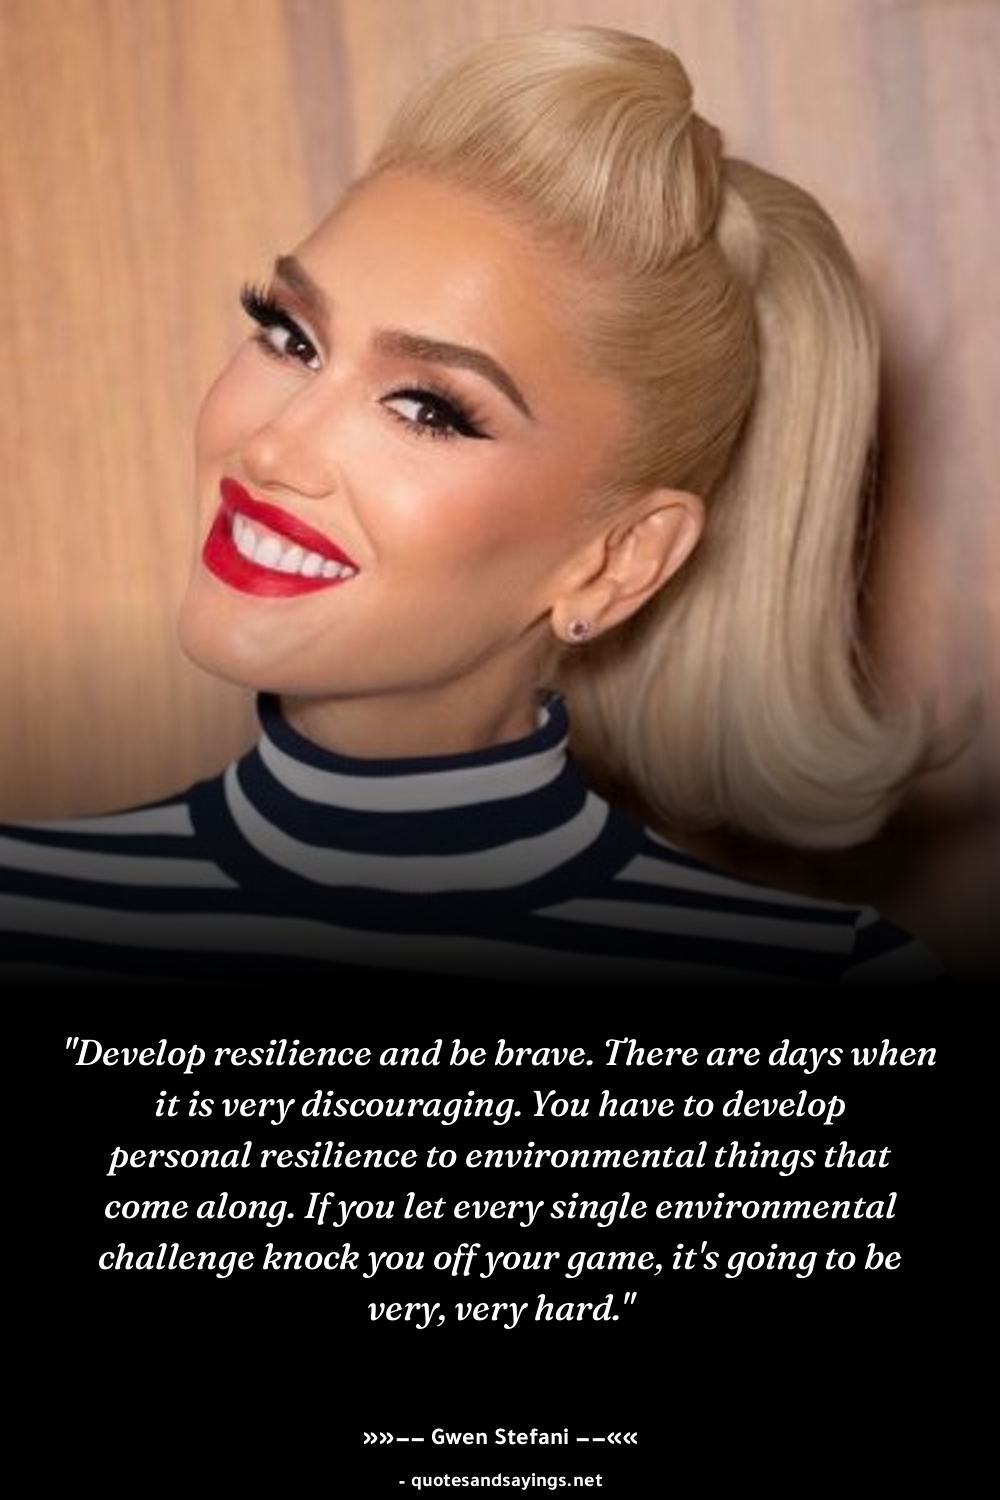 "Develop resilience and be brave. There are days when
it is very discouraging. You have to develop
personal resilience to environmental things that
come along. If you let every single environmental
challenge knock you off your game, it's going to be
very, very hard."
»»−− Gwen Stefani −−««
- quotesandsayings.net